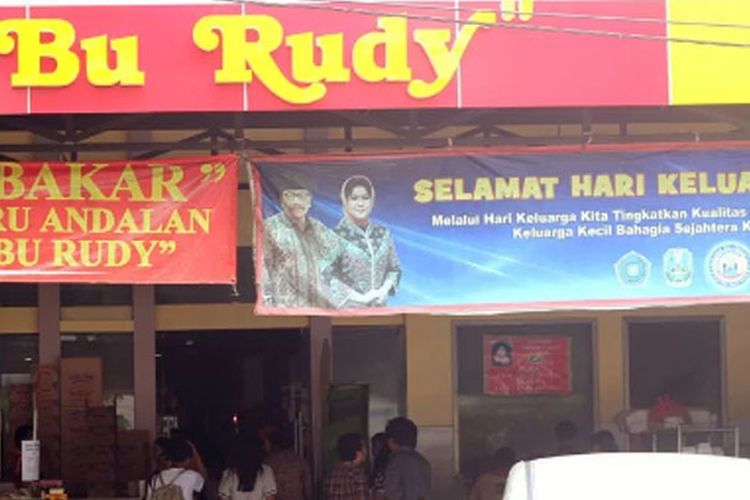 Bu Rudy"
BAKAR "
RU ANDALAN
BU RUDY"
SELAMAT HARI KELUA
Melalui Hari Keluarga Kita Tingkatkan Kualitas
Keluarga Kecil Bahagia Sejahtera K